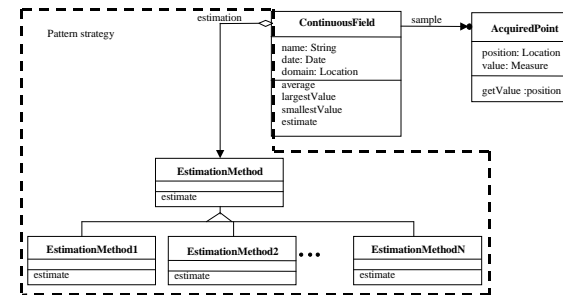 estimation
ContinuousField
sample
AcquiredPoint
Pattern strategy
name: String
date: Date
domain: Location
average
largestValue
smallestValue
estimate
position: Location
value: Measure
getValue :position
EstimationMethod
estimate
EstimationMethod1
estimate
EstimationMethod2
estimate
•••
EstimationMethodN
estimate